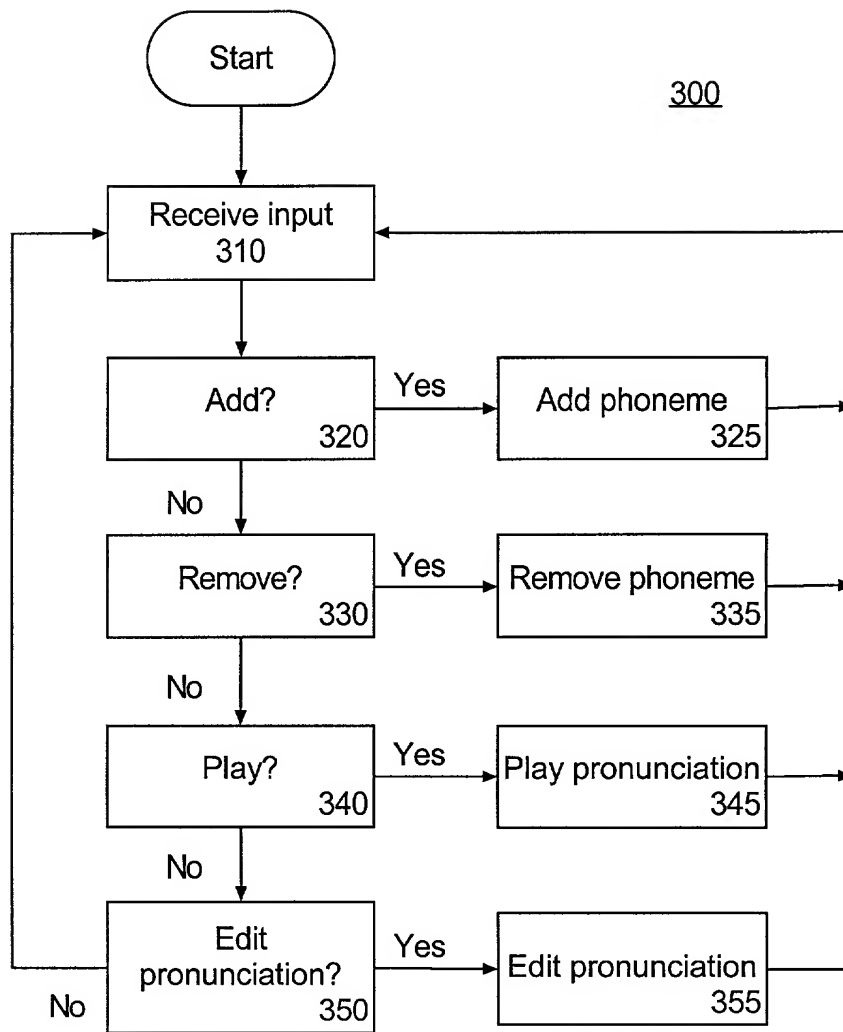 Start
300
Receive input
310
Add?
320
Yes
Add phoneme
325
No
Remove?
330
Yes
Remove phoneme
335
No
Play?
340
Yes
Play pronunciation
345
No
Edit
pronunciation?
350
Yes
Edit pronunciation
355
No